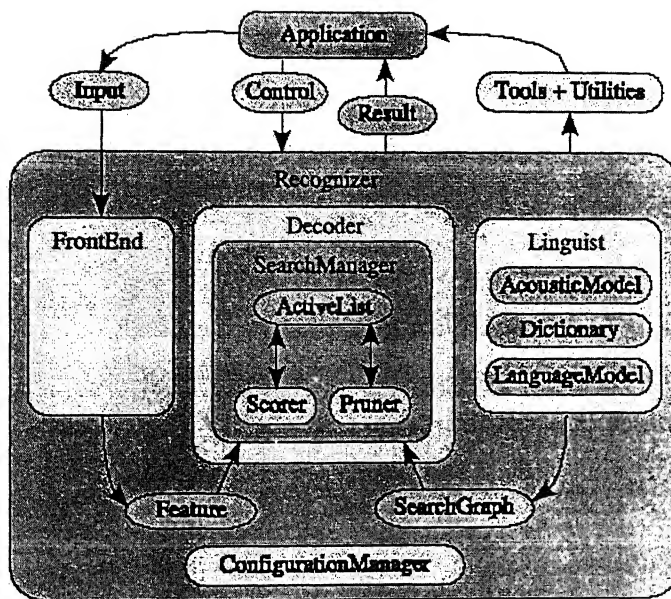 Application
Input
Control
Result
Tools + Utilities
Recognizer
FrontEnd
Decoder
Linguist
SearchManager
AcousticModel
ActiveList
Dictionary
LanguageModel
Scorer
Pruner
Feature
SearchGraph
ConfigurationManager